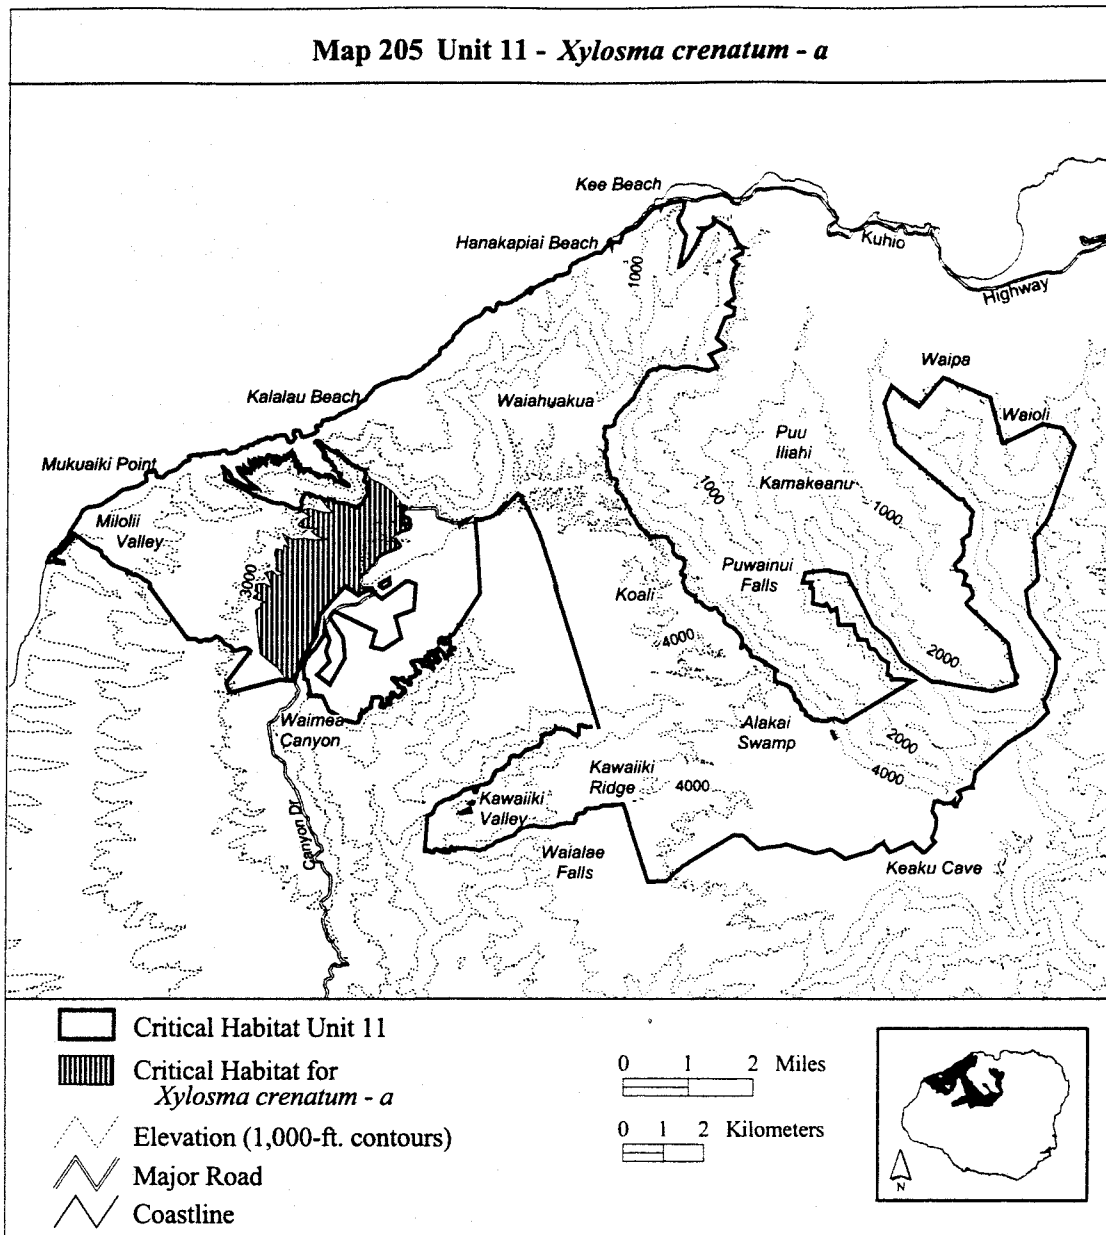 Map 205 Unit 11 - Xylosma crenatum - a
Kee Beach
Hanakapiai Beach
Kuhio
Highway
1000
Waipa
Kalalau Beach
Waiahuakua
Waioli
Puu
Iliahi
Mukuaiki Point
Kamakeanu
1000
1000
Milolii
Valley
3000
Puwainui
Falls
Koali
4000
2000
Waimea
Canyon
Alakai
Swamp
2000
4000
Kawaiiki
Ridge
4000
Kawaiiki
Valley
Canyon Dr
Waialae
Falls
Keaku Cave
Critical Habitat Unit 11
Critical Habitat for
Xylosma crenatum - a
Elevation (1,000-ft. contours)
Major Road
Coastline
0 1 2 Miles
0 1 2 Kilometers
N